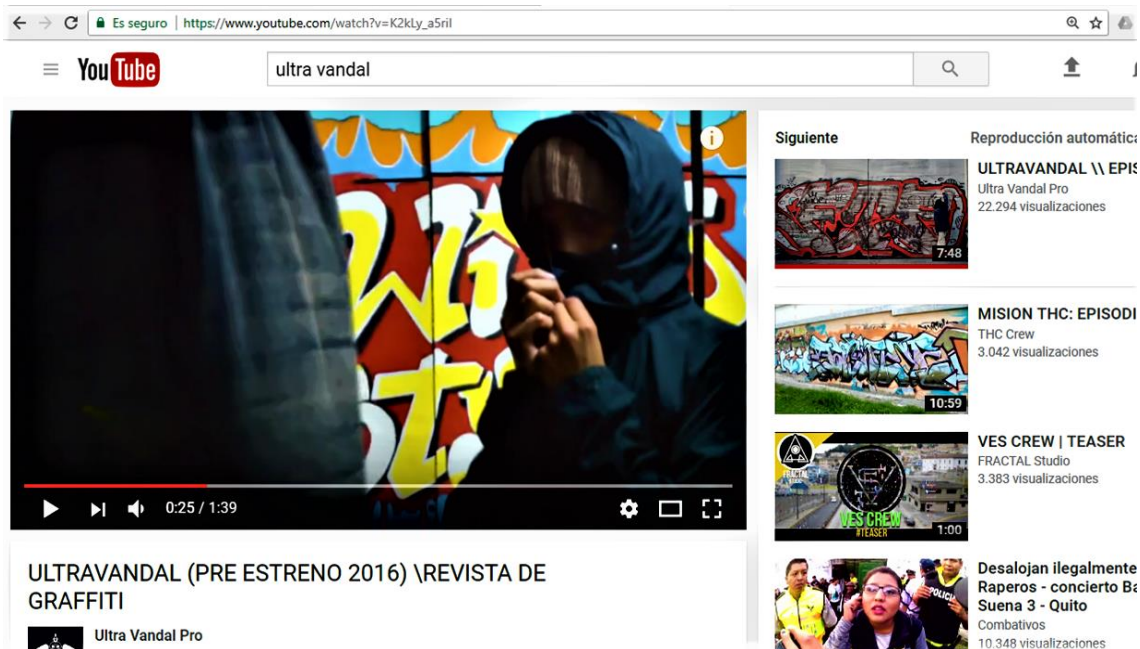 Es seguro | https://www.youtube.com/watch?v=K2kLy_a5riI
YouTube
ultra vandal
0:25 / 1:39
ULTRAVANDAL (PRE ESTRENO 2016) \REVISTA DE
GRAFFITI
Ultra Vandal Pro
Siguiente
Reproducción automática
ULTRAVANDAL \\ EPIS
Ultra Vandal Pro
22.294 visualizaciones
7:48
MISION THC: EPISODI
THC Crew
3.042 visualizaciones
10:59
VES CREW | TEASER
FRACTAL Studio
3.383 visualizaciones
FRACTAL
VES CREW
#TEASER
1:00
Desalojan ilegalmente
Raperos - concierto Ba
Suena 3 - Quito
Combativos
10.348 visualizaciones
POLICIA